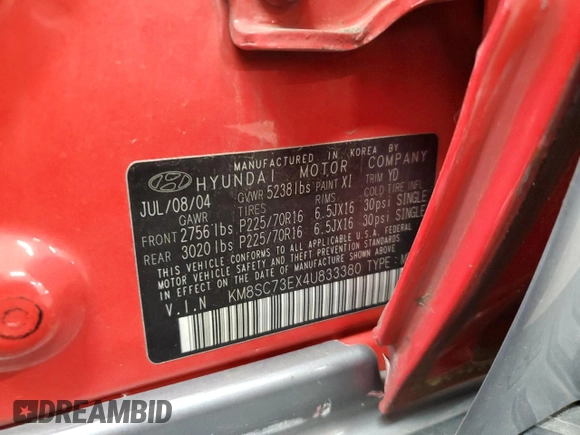 MANUFACTURED IN KOREA BY
HYUNDAI MOTOR COMPANY
JUL/08/04 GVWR 5238lbs PAINT X1 TRIM YD
GAWR TIRES RIMS COLD TIRE INFL
FRONT 2756lbs P225/70R16 6.5JX16 30psi SINGLE
REAR 3020lbs P225/70R16 6.5JX16 30psi SINGLE
THIS VEHICLE CONFORMS TO ALL APPLICABLE U.S.A. FEDERAL
MOTOR VEHICLE SAFETY AND BUMPER STANDARDS
IN EFFECT ON THE DATE OF MANUFACTURE SHOWN ABOVE
V.I.N KM8SC73EX4U833380 TYPE:M
DREAMBID